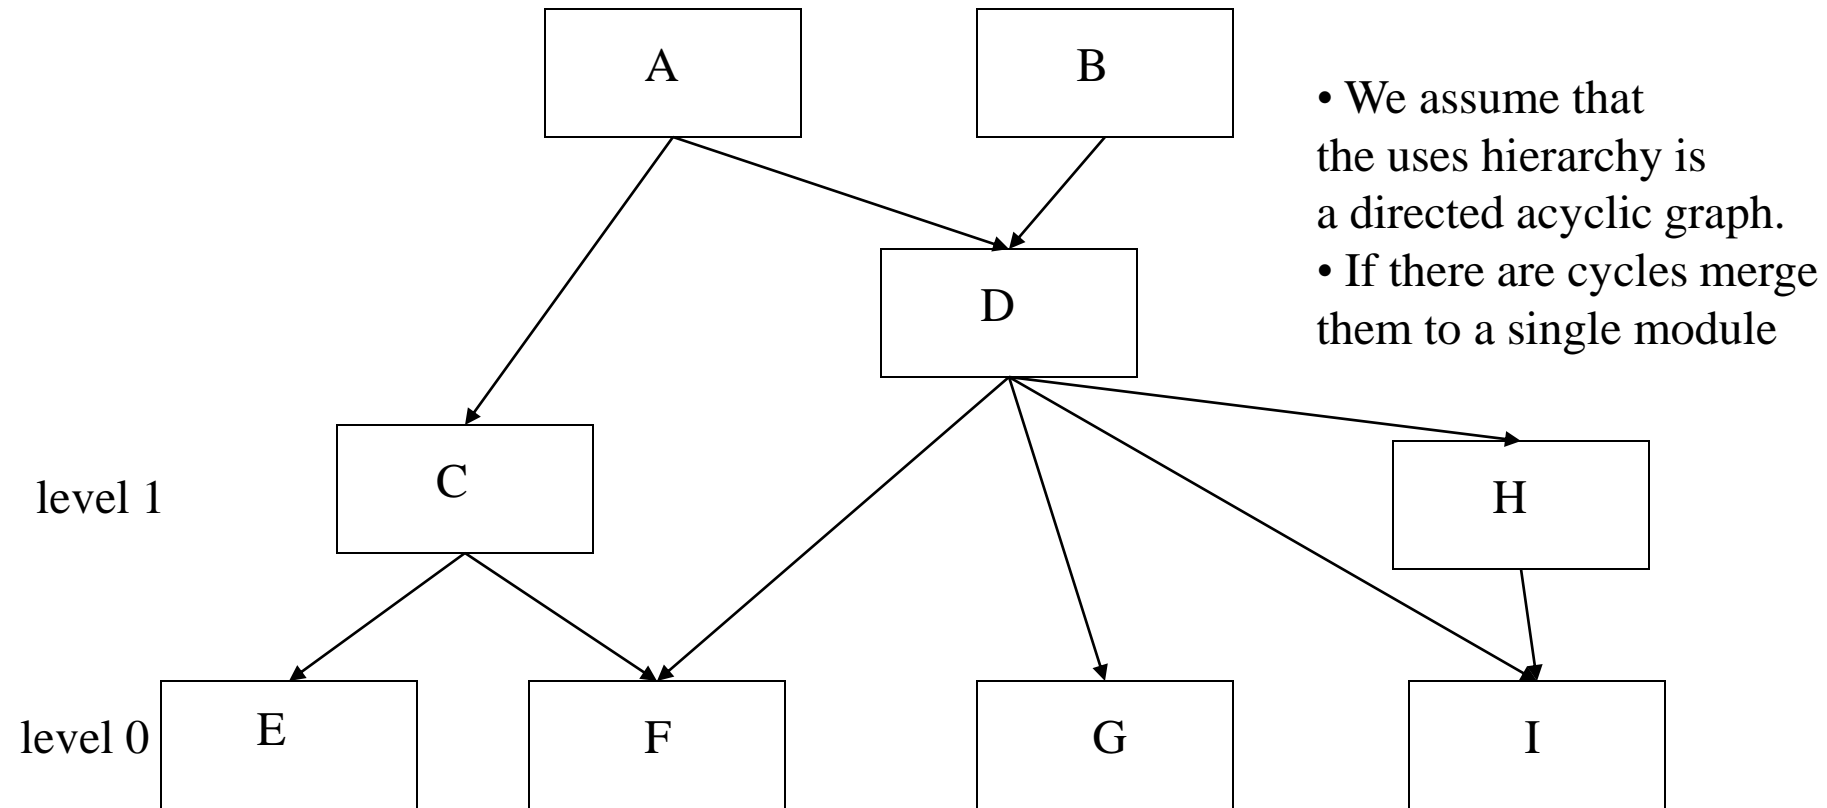 A
B
• We assume that
the uses hierarchy is
a directed acyclic graph.
• If there are cycles merge
them to a single module
D
C
level 1
H
level 0
E
F
G
I